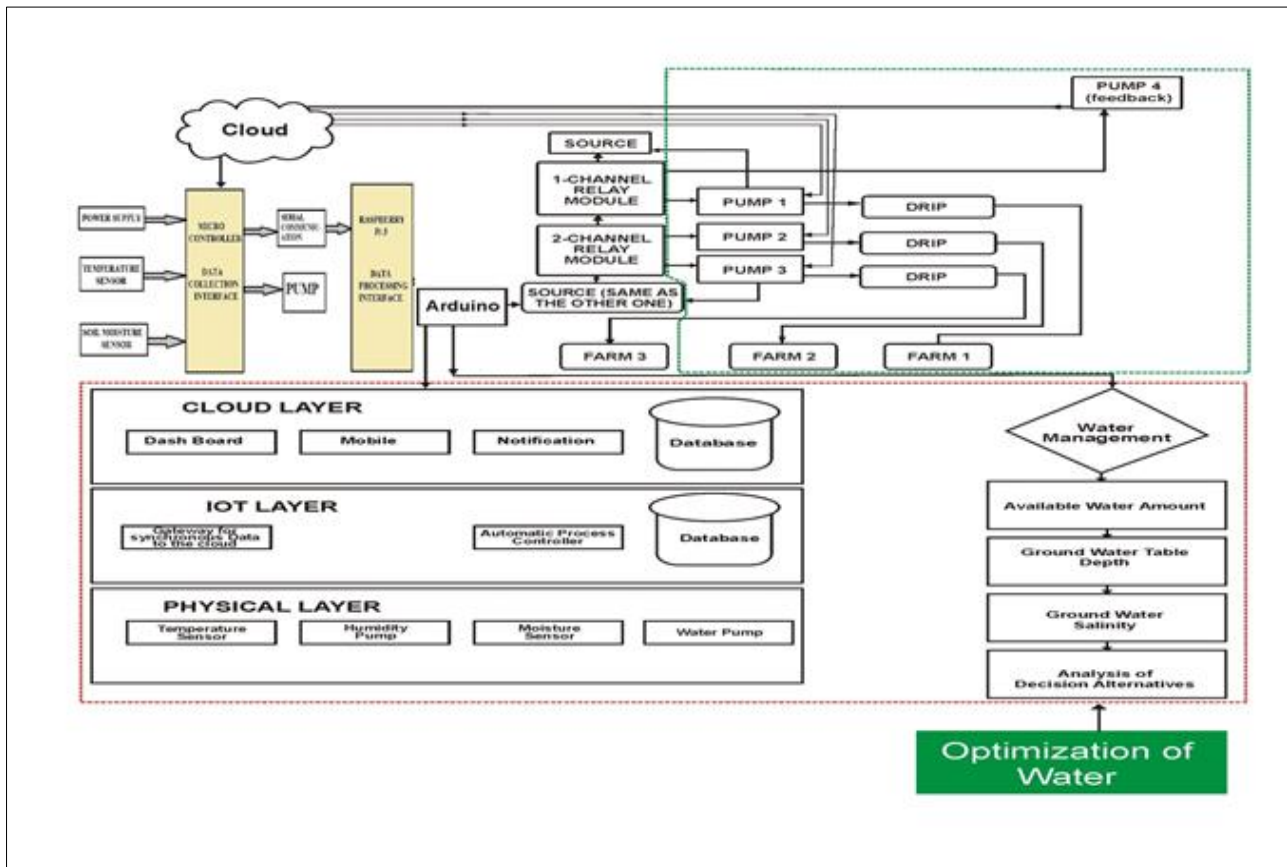 PUMP 4
(feedback)
Cloud
SOURCE
1-CHANNEL
RELAY
MODULE
PUMP 1
DRIP
POWER SUPPLY
MICRO
CONTROLLER
DATA
COLLECTION
INTERFACE
SERIAL
COMMUNIC
ATION
RASPBERRY
PI-3
DATA
PROCESSING
INTERFACE
2-CHANNEL
RELAY
MODULE
PUMP 2
DRIP
TEMPERATURE
SENSOR
PUMP
PUMP 3
DRIP
Arduino
SOURCE (SAME AS
THE OTHER ONE)
SOIL MOISTURE
SENSOR
FARM 3
FARM 2
FARM 1
CLOUD LAYER
Dash Board
Mobile
Notification
Database
IOT LAYER
Gateway for
synchronops Data
to the cloud
Automatic Process
Controller
Database
PHYSICAL LAYER
Temperature
Sensor
Humidity
Pump
Moisture
Sensor
Water Pump
Water
Management
Available Water Amount
Ground Water Table
Depth
Ground Water
Salinity
Analysis of
Decision Alternatives
Optimization of
Water